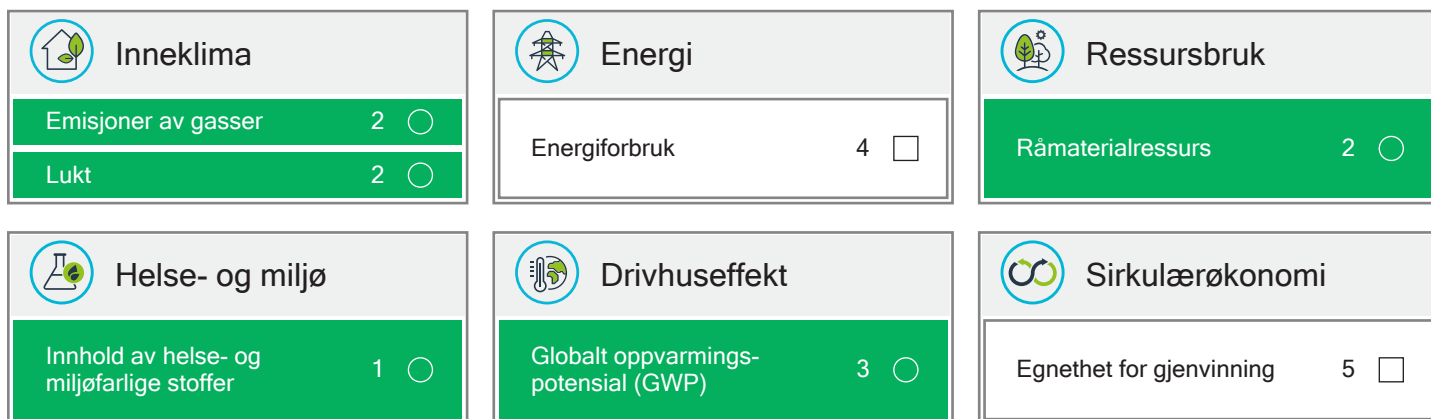 Inneklima
Emisjoner av gasser 2
Lukt 2
Energi
Energiforbruk 4
Ressursbruk
Råmaterialressurs 2
Helse- og miljø
Innhold av helse- og
miljøfarlige stoffer 1
Drivhuseffekt
Globalt oppvarmings-
potensial (GWP) 3
Sirkulærøkonomi
Egnethet for gjenvinning 5